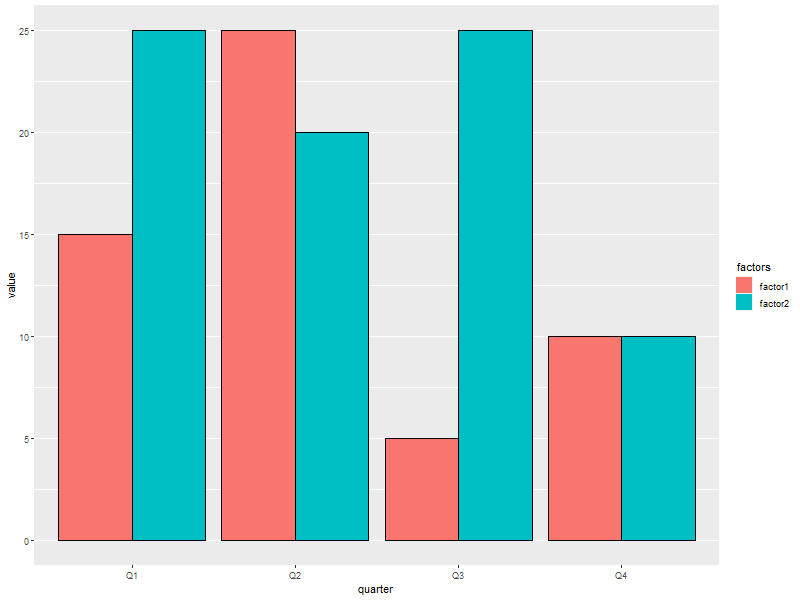 25
20
15
10
5
0
value
Q1 Q2 Q3 Q4
quarter
factors
factor1
factor2